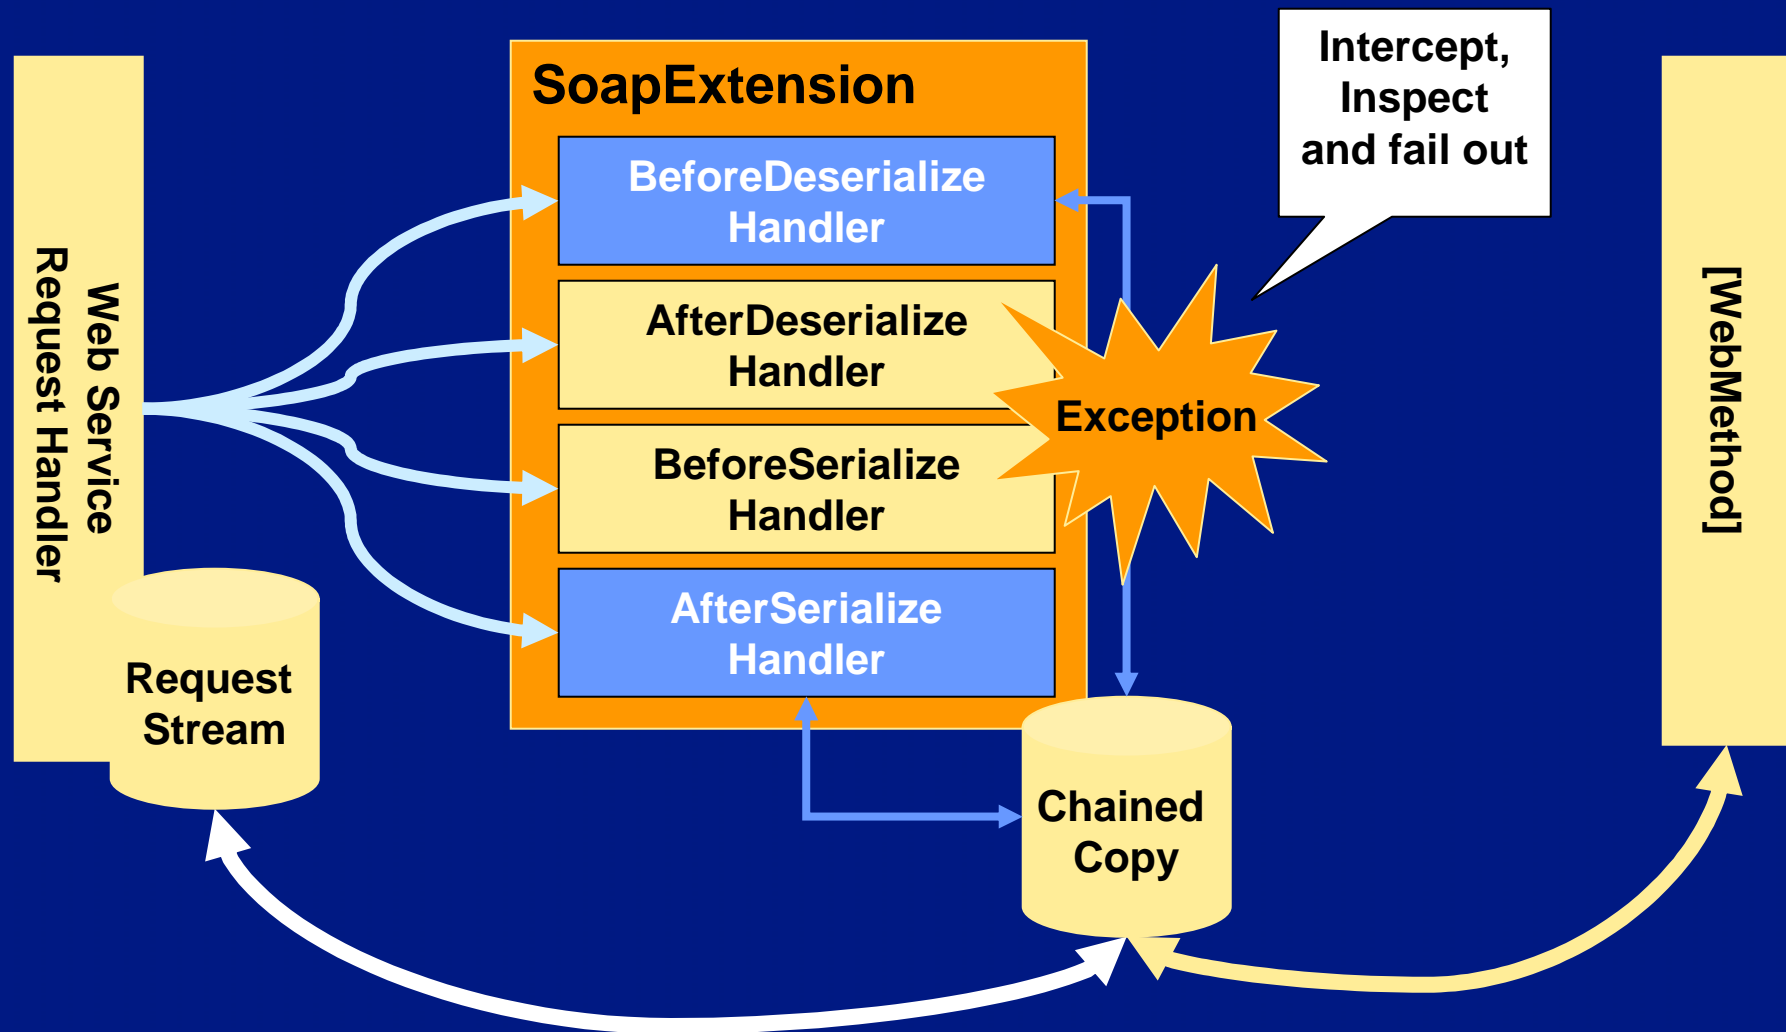 Web Service
Request Handler
Request
Stream
SoapExtension
BeforeDeserialize
Handler
AfterDeserialize
Handler
BeforeSerialize
Handler
AfterSerialize
Handler
Intercept,
Inspect
and fail out
Exception
Chained
Copy
[WebMethod]